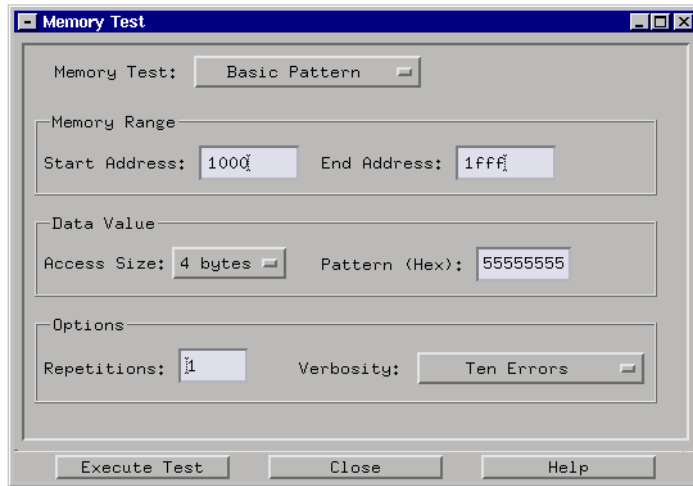 Memory Test
Memory Test: Basic Pattern
Memory Range
Start Address: 1000 End Address: 1fff
Data Value
Access Size: 4 bytes Pattern (Hex): 55555555
Options
Repetitions: 1 Verbosity: Ten Errors
Execute Test Close Help